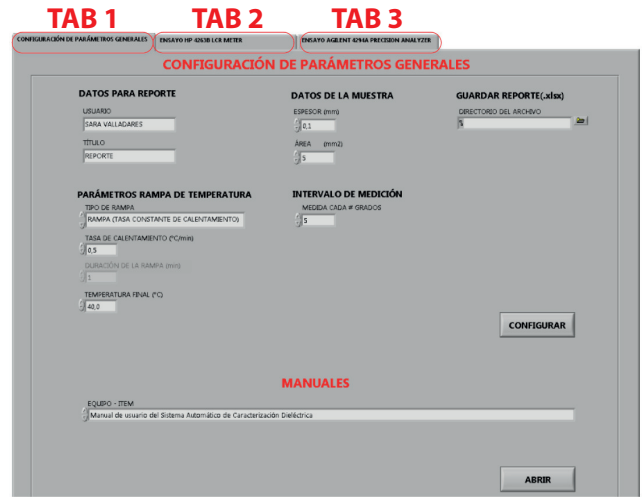 TAB 1 TAB 2 TAB 3
CONFIGURACIÓN DE PARÁMETROS GENERALES ENSAYO HP 4263B LCR METER ENSAYO AGILENT 4294A PRECISION ANALYZER
CONFIGURACIÓN DE PARÁMETROS GENERALES
DATOS PARA REPORTE
USUARIO
SARA VALLADARES
TÍTULO
REPORTE
DATOS DE LA MUESTRA
ESPESOR (mm)
0,1
ÁREA (mm2)
5
GUARDAR REPORTE(.xlsx)
DIRECTORIO DEL ARCHIVO
PARÁMETROS RAMPA DE TEMPERATURA
TIPO DE RAMPA
RAMPA (TASA CONSTANTE DE CALENTAMIENTO)
TASA DE CALENTAMIENTO (°C/min)
0,5
DURACIÓN DE LA RAMPA (min)
1
TEMPERATURA FINAL (°C)
40,0
INTERVALO DE MEDICIÓN
MEDIDA CADA # GRADOS
5
CONFIGURAR
MANUALES
EQUIPO - ITEM
Manual de usuario del Sistema Automático de Caracterización Dieléctrica
ABRIR